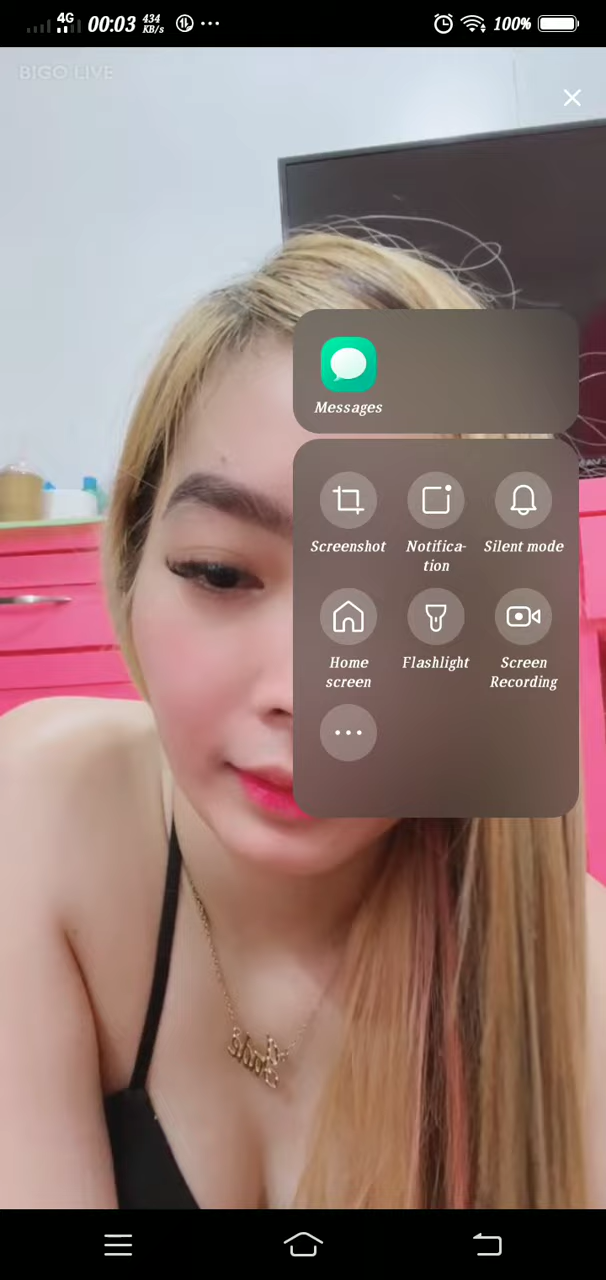 4G 00:03 434 KB/s ... 100%
BIGO LIVE
Messages
Screenshot Notifica- Silent mode
tion
Home Flashlight Screen
screen Recording